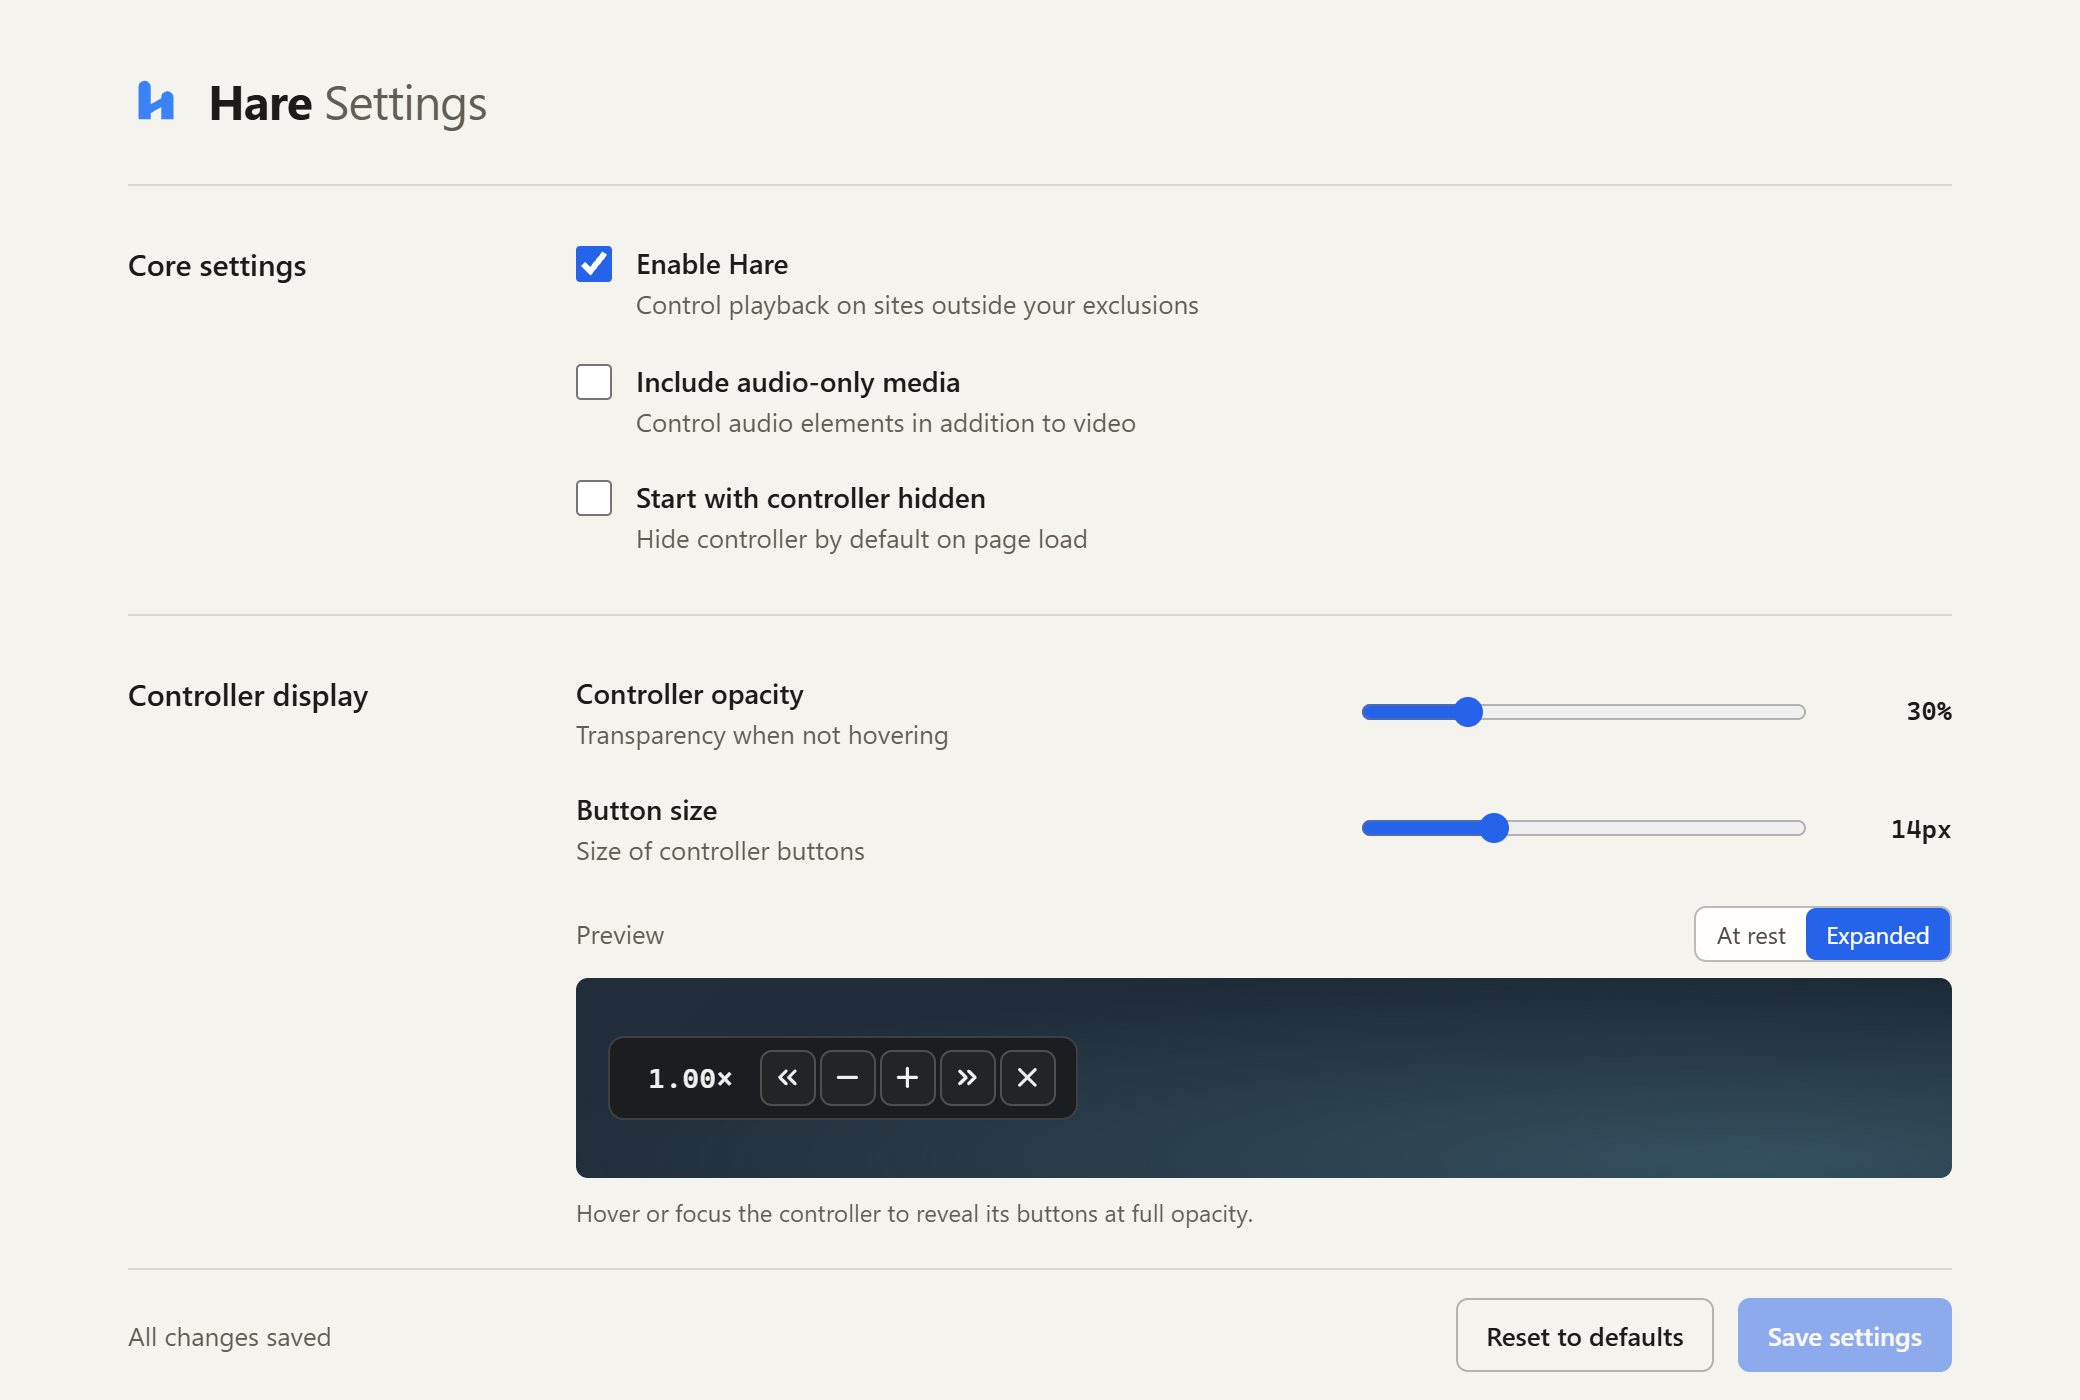 Hare Settings
Core settings
Enable Hare
Control playback on sites outside your exclusions
Include audio-only media
Control audio elements in addition to video
Start with controller hidden
Hide controller by default on page load
Controller display
Controller opacity
Transparency when not hovering
30%
Button size
Size of controller buttons
14px
Preview
At rest
Expanded
1.00×
Hover or focus the controller to reveal its buttons at full opacity.
All changes saved
Reset to defaults
Save settings